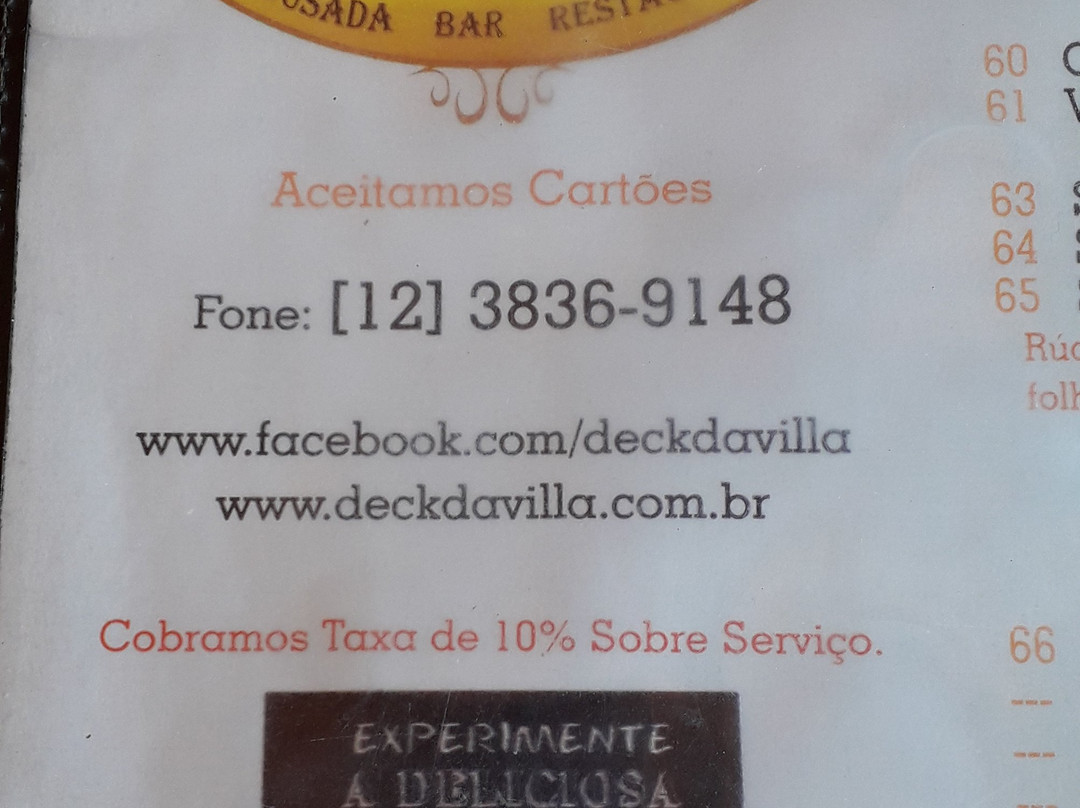 BAR
Aceitamos Cartões
Fone: [12] 3836-9148
www.facebook.com/deckdavilla
www.deckdavilla.com.br
Cobramos Taxa de 10% Sobre Serviço.
EXPERIMENTE
A DELICIOSA
60
61
63
64
65
66